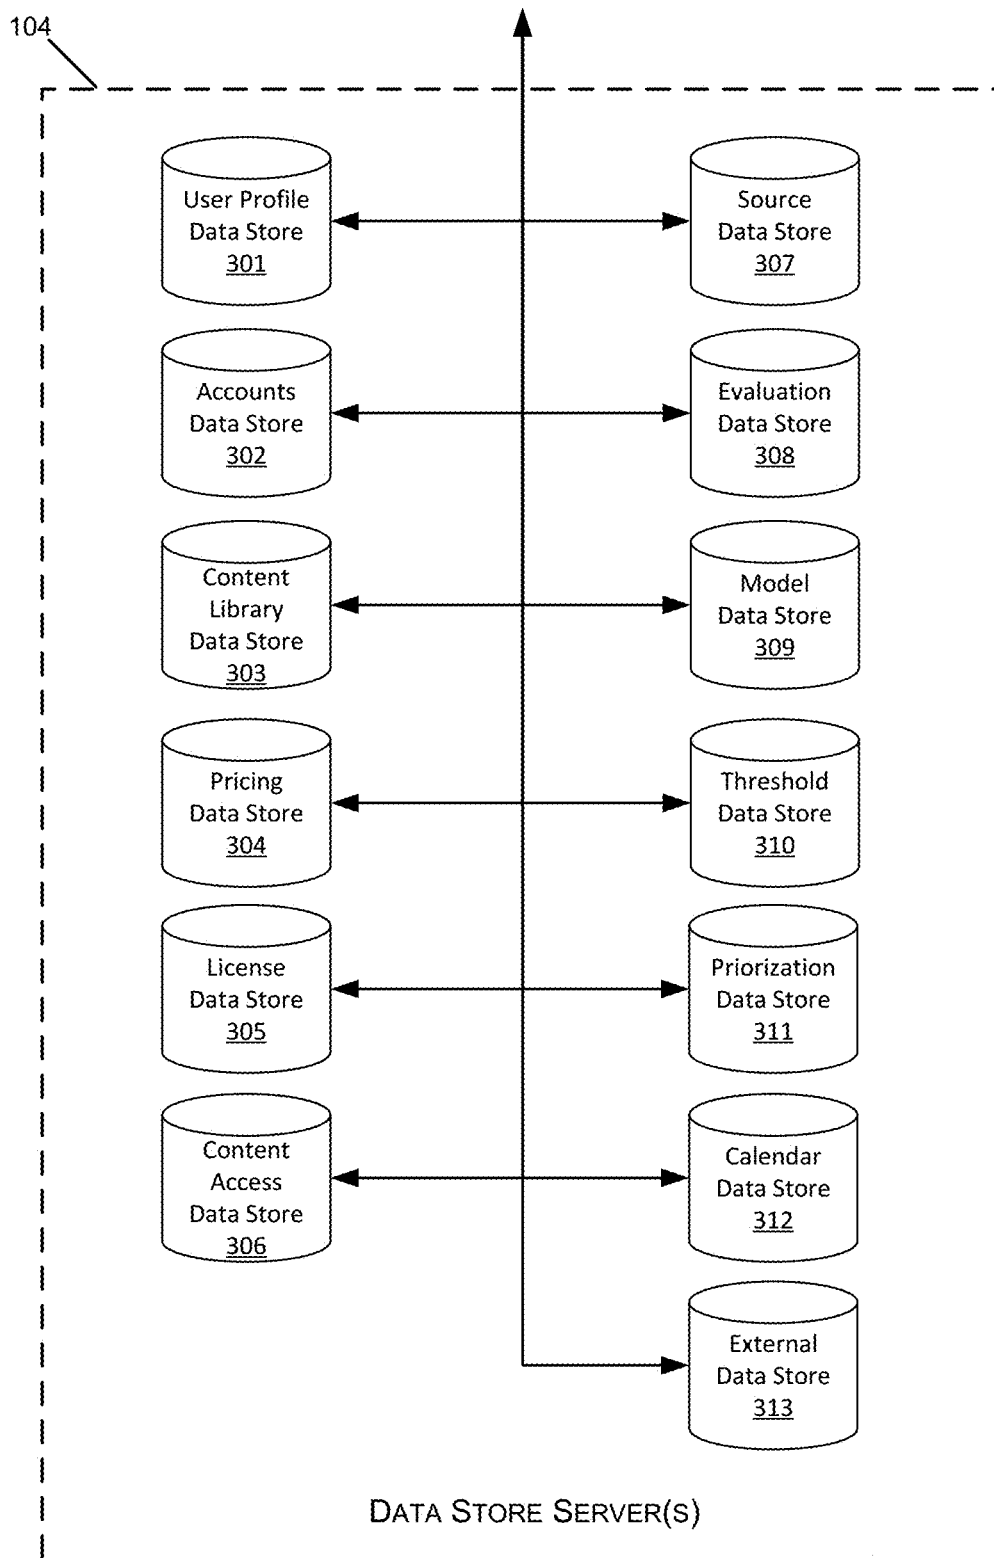 104
User Profile
Data Store
301
Source
Data Store
307
Accounts
Data Store
302
Evaluation
Data Store
308
Content
Library
Data Store
303
Model
Data Store
309
Pricing
Data Store
304
Threshold
Data Store
310
License
Data Store
305
Priorization
Data Store
311
Content
Access
Data Store
306
Calendar
Data Store
312
External
Data Store
313
DATA STORE SERVER(S)